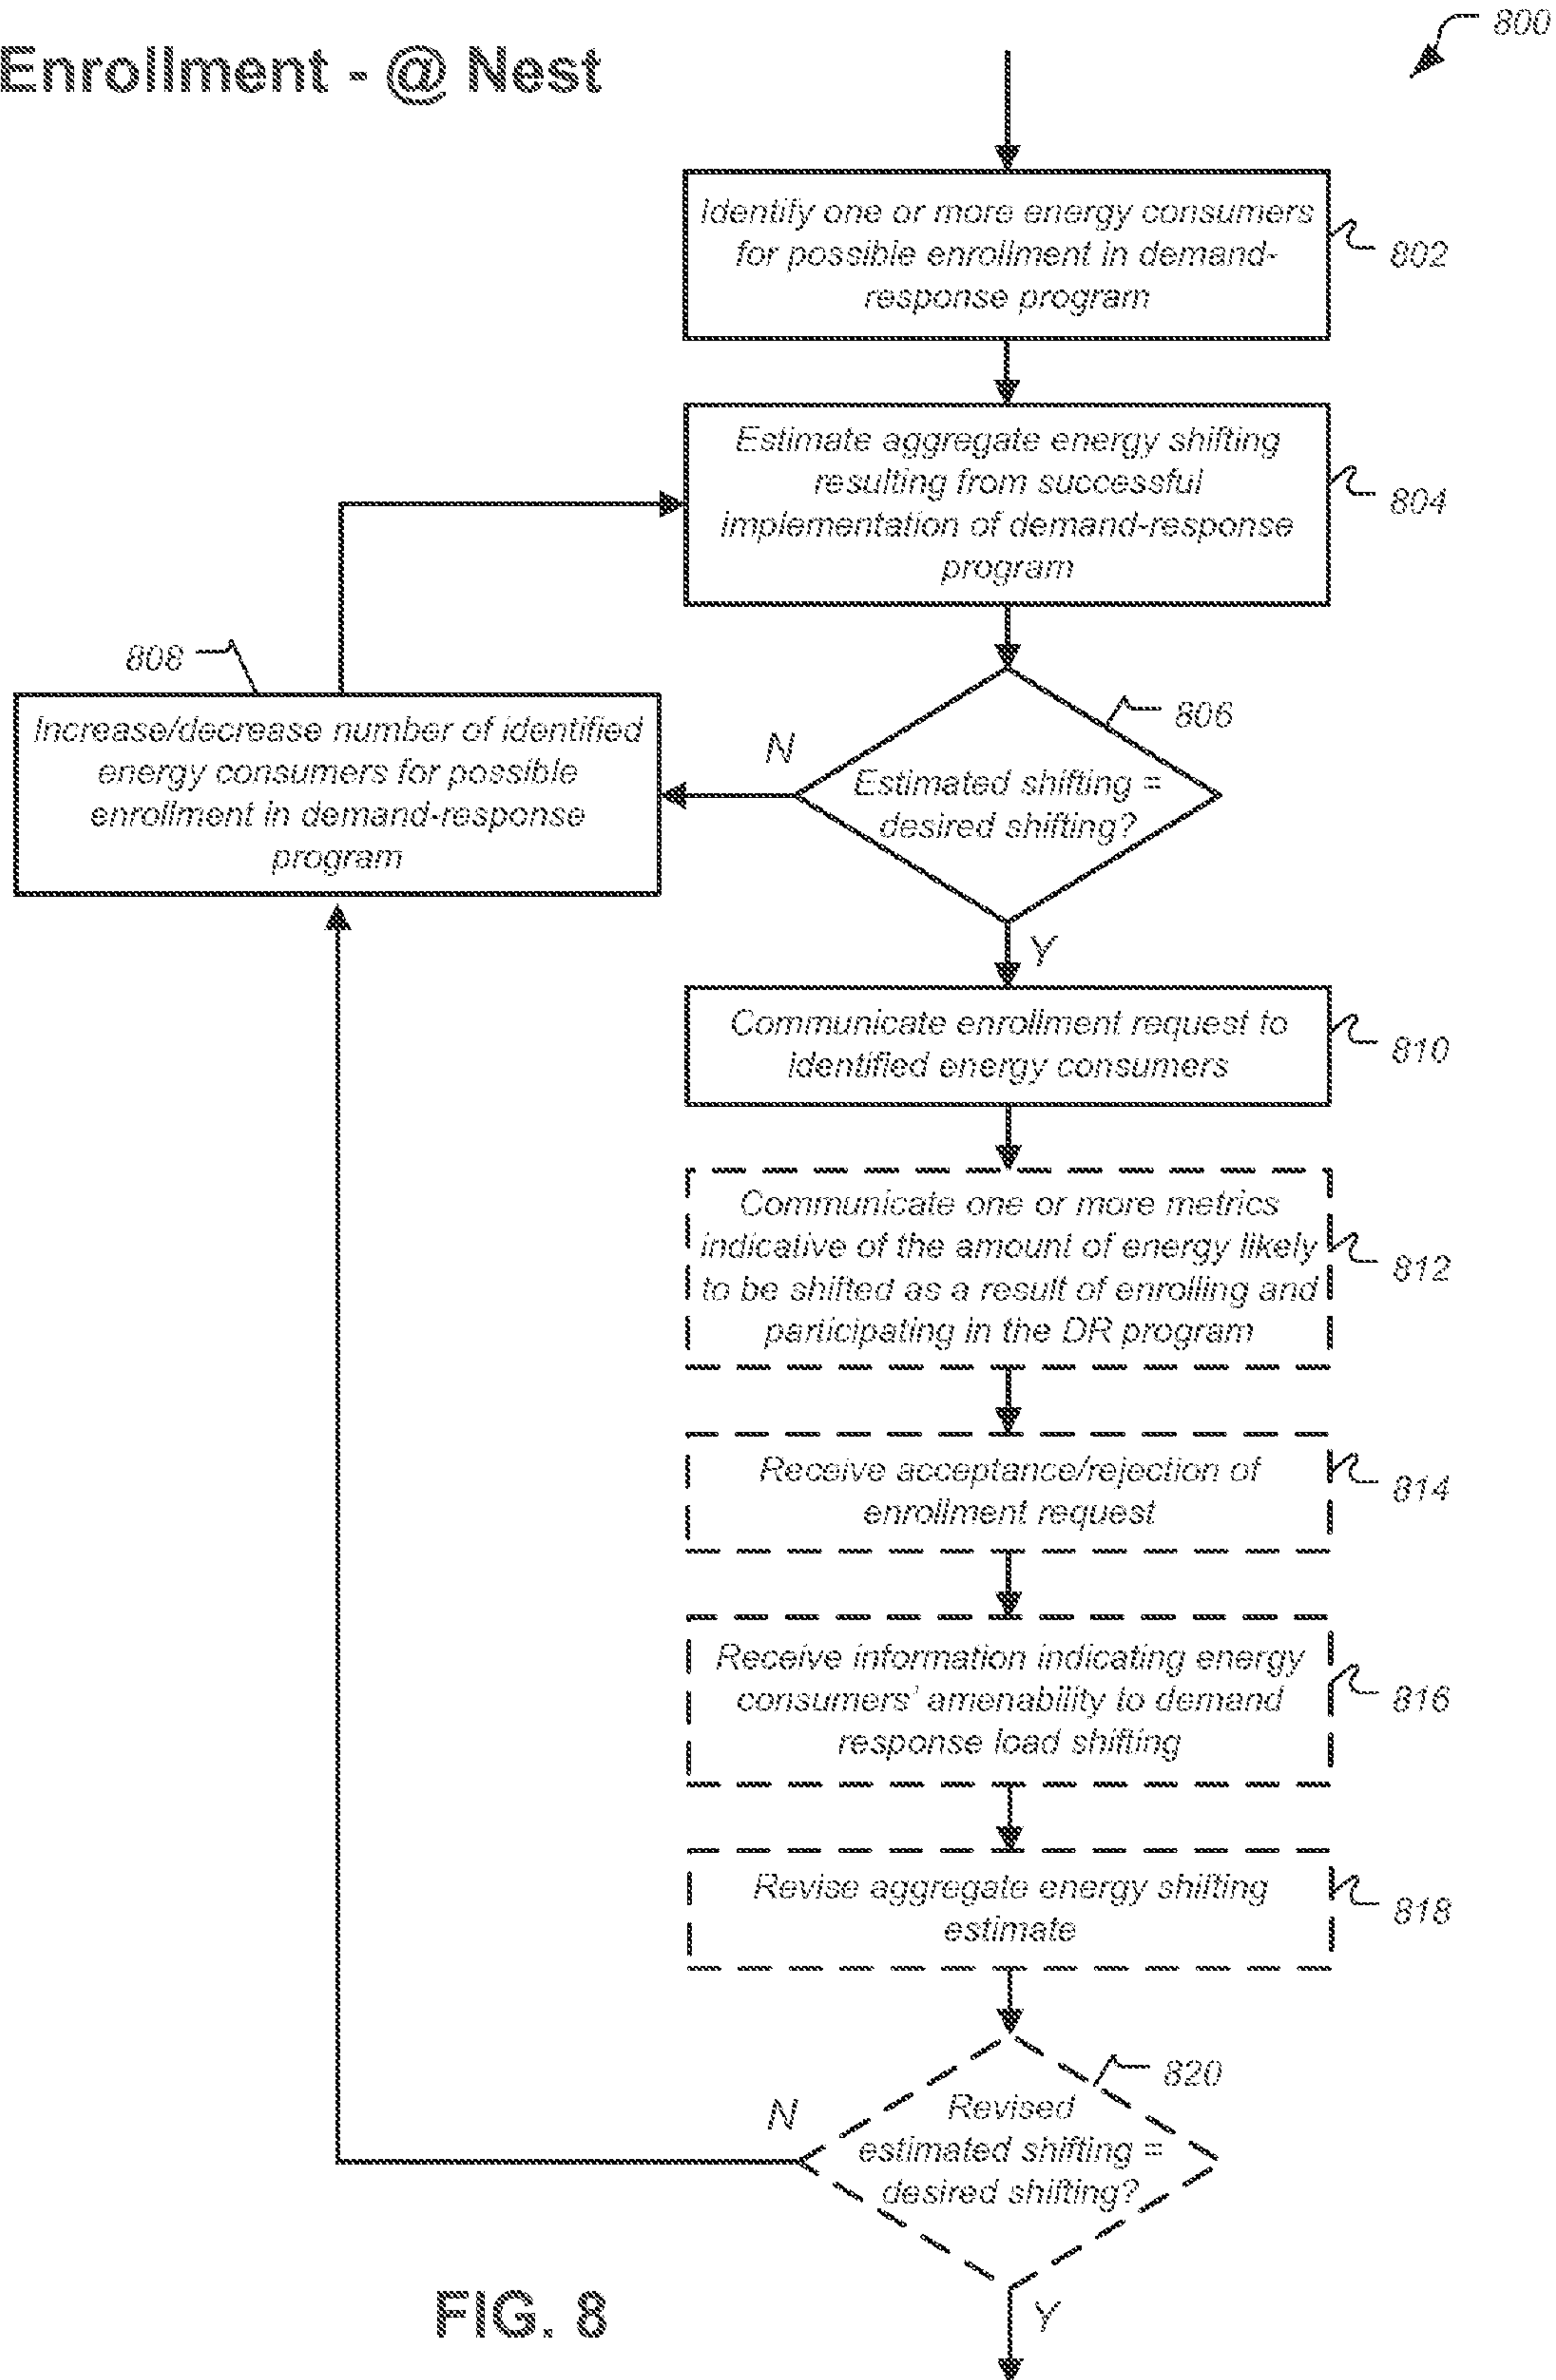 Enrollment - @ Nest
800
Identify one or more energy consumers
for possible enrollment in demand-
response program
802
Estimate aggregate energy shifting
resulting from successful
implementation of demand-response
program
804
808
Increase/decrease number of identified
energy consumers for possible
enrollment in demand-response
program
N
806
Estimated shifting =
desired shifting?
Y
Communicate enrollment request to
identified energy consumers
810
Communicate one or more metrics
indicative of the amount of energy likely
to be shifted as a result of enrolling and
participating in the DR program
812
Receive acceptance/rejection of
enrollment request
814
Receive information indicating energy
consumers' amenability to demand
response load shifting
816
Revise aggregate energy shifting
estimate
818
N
820
Revised
estimated shifting =
desired shifting?
Y
FIG. 8